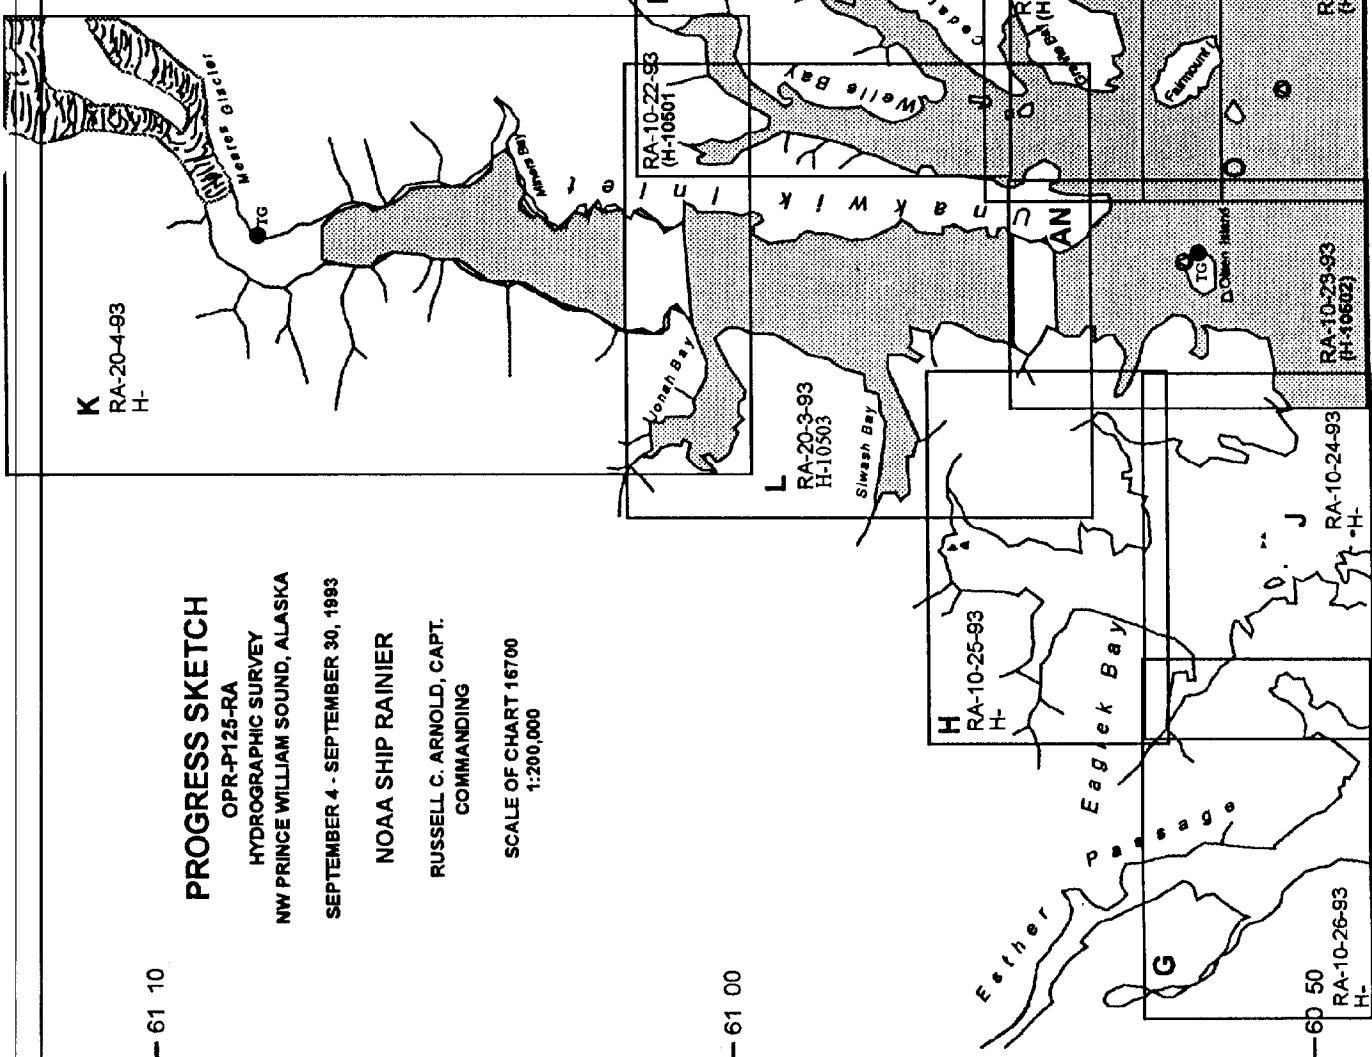 PROGRESS SKETCH
OPR-P125-RA
HYDROGRAPHIC SURVEY
NW PRINCE WILLIAM SOUND, ALASKA
SEPTEMBER 4 - SEPTEMBER 30, 1993
NOAA SHIP RAINIER
RUSSELL C. ARNOLD, CAPT.
COMMANDING
SCALE OF CHART 16700
1:200,000
61 10
61 00
60 50
K
RA-20-4-93
H-
Meares Glacier
TG
Miners Bay
Unakwik Inlet
Jonah Bay
L
RA-20-3-93
H-10503
Siwash Bay
RA-10-22-93
(H-10501
Wells Bay
Cedar
Granite Bay
(H
Fairmount I
AN
TG
Olsen Island
RA-10-23-93
(H-10502)
H
RA-10-25-93
H-
Eaglek Bay
J
RA-10-24-93
H-
Esther Passage
G
RA-10-26-93
H-